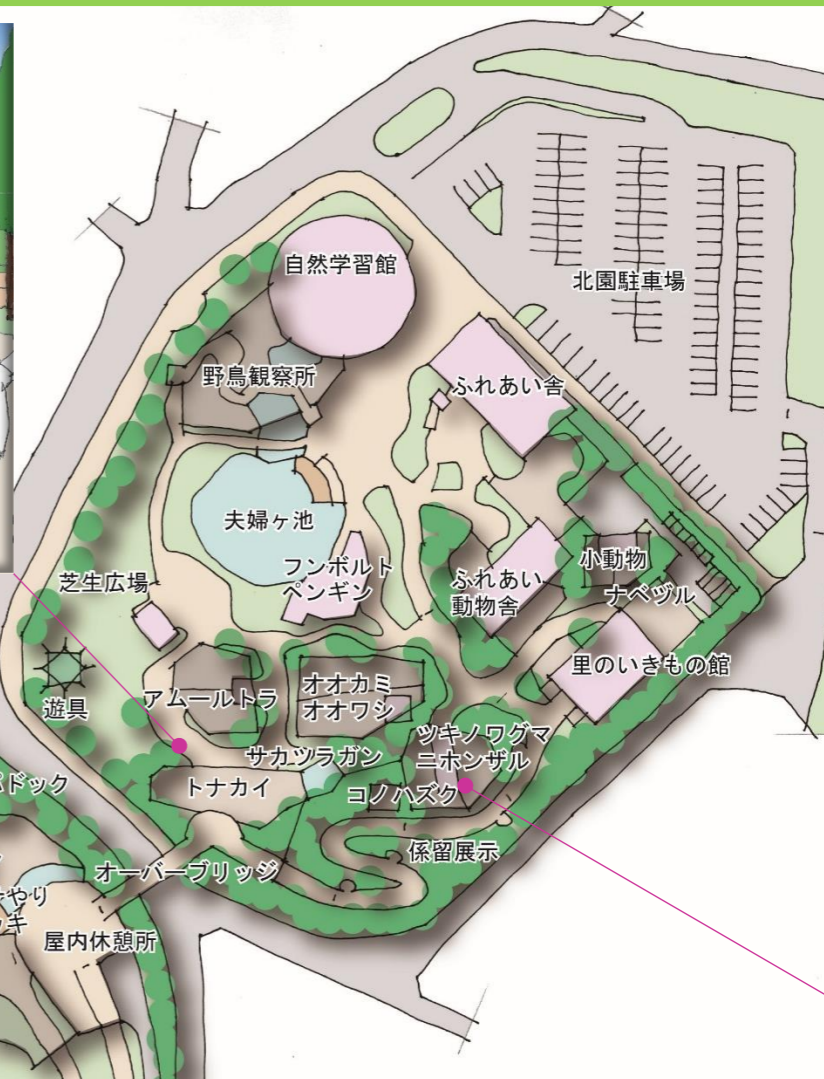 自然学習館
北園駐車場
野鳥観察所
ふれあい舎
夫婦ヶ池
フンボルト
ペンギン
小動物
ふれあい
動物舎
ナベヅル
芝生広場
里のいきもの館
オオカミ
オオワシ
アムールトラ
遊具
ツキノワグマ
ニホンザル
サカツラガン
トナカイ
コノハズク
ドック
係留展示
オーバーブリッジ
やり
キ
屋内休憩所